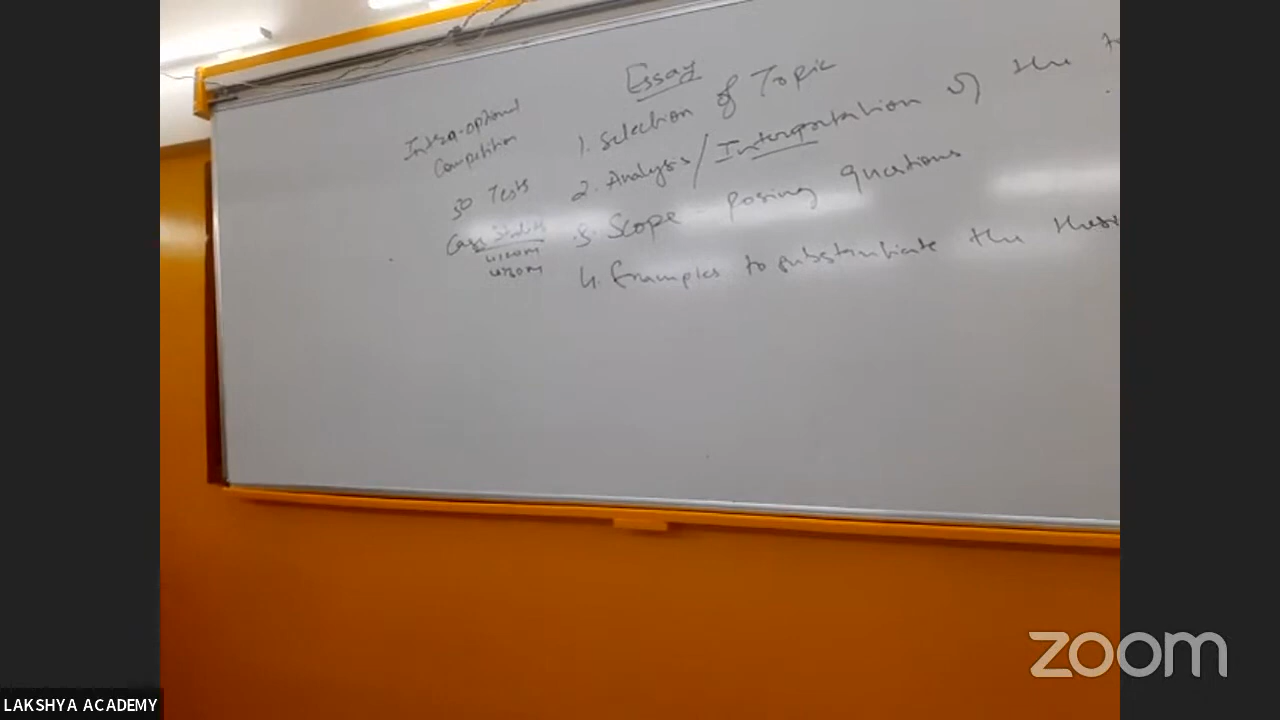 Intra-optional
Competition
30 Tests
Case Studies
Essay
1. Selection of Topic
2. Analysis/Interpretation of the
3. Scope - Posing Questions
4. Examples to substantiate the
zoom
LAKSHYA ACADEMY